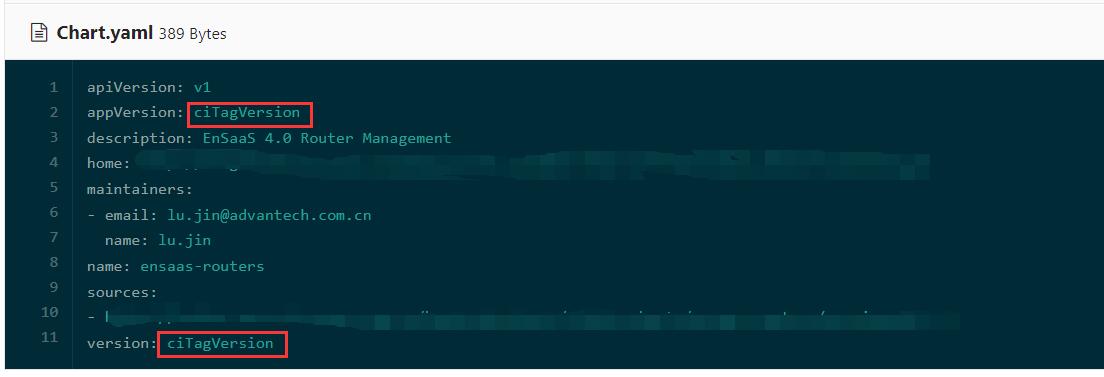 Chart.yaml 389 Bytes
1 apiVersion: v1
2 appVersion: ciTagVersion
3 description: EnSaaS 4.0 Router Management
4 home:
5 maintainers:
6 - email: lu.jin@advantech.com.cn
7 name: lu.jin
8 name: ensaas-routers
9 sources:
10 -
11 version: ciTagVersion